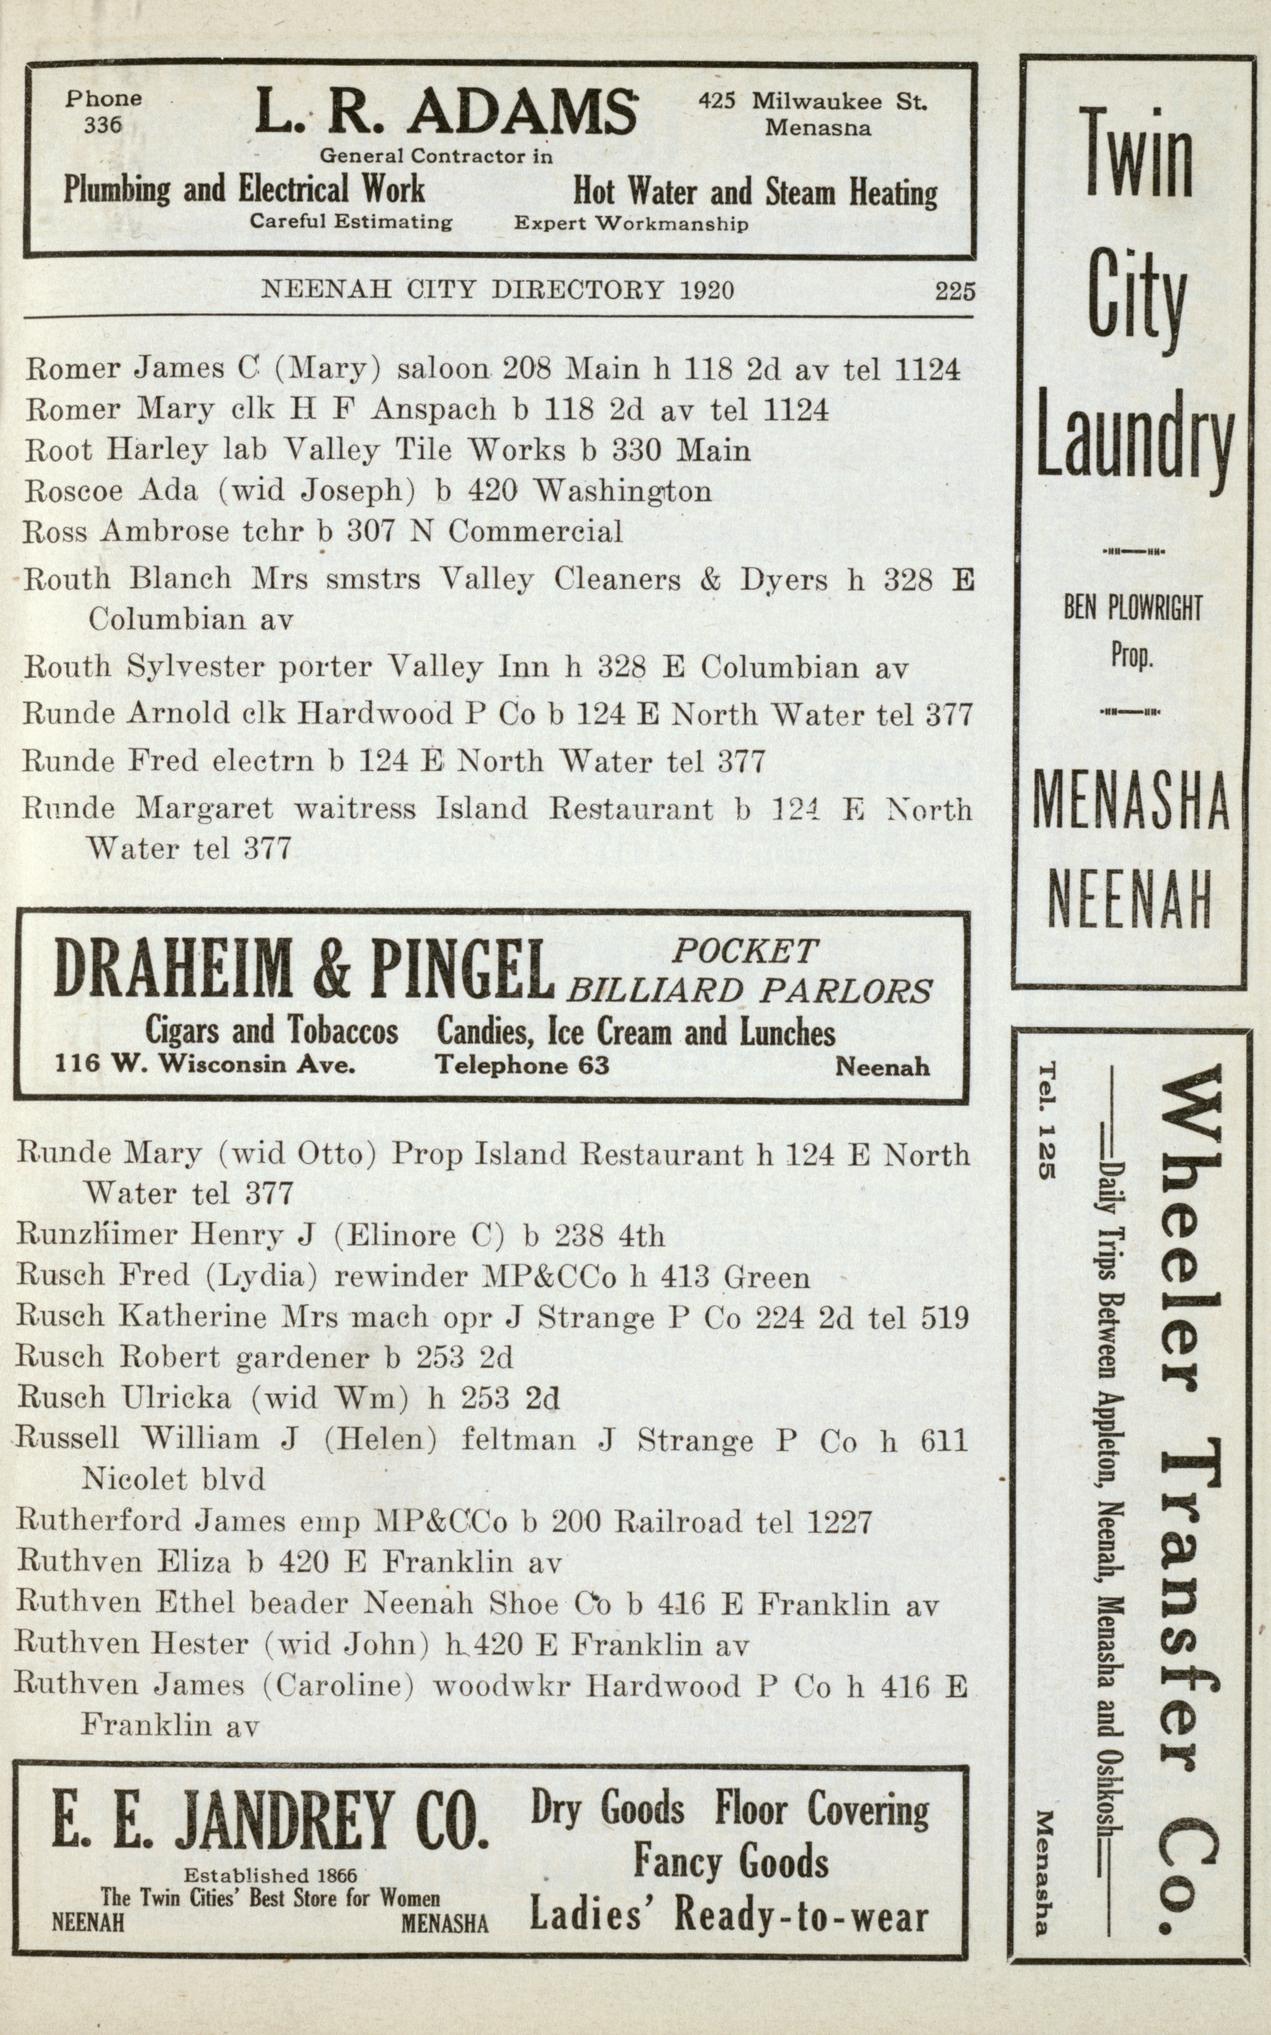 Phone
336
L. R. ADAMS
425 Milwaukee St.
Menasna
General Contractor in
Plumbing and Electrical Work Hot Water and Steam Heating
Careful Estimating Expert Workmanship
NEENAH CITY DIRECTORY 1920 225
Romer James C (Mary) saloon 208 Main h 118 2d av tel 1124
Romer Mary clk H F Anspach b 118 2d av tel 1124
Root Harley lab Valley Tile Works b 330 Main
Roscoe Ada (wid Joseph) b 420 Washington
Ross Ambrose tchr b 307 N Commercial
Routh Blanch Mrs smstrs Valley Cleaners & Dyers h 328 E
Columbian av
Routh Sylvester porter Valley Inn h 328 E Columbian av
Runde Arnold clk Hardwood P Co b 124 E North Water tel 377
Runde Fred electrn b 124 E North Water tel 377
Runde Margaret waitress Island Restaurant b 124 E North
Water tel 377
DRAHEIM & PINGEL
POCKET
BILLIARD PARLORS
Cigars and Tobaccos Candies, Ice Cream and Lunches
116 W. Wisconsin Ave. Telephone 63 Neenah
Runde Mary (wid Otto) Prop Island Restaurant h 124 E North
Water tel 377
Runzhimer Henry J (Elinore C) b 238 4th
Rusch Fred (Lydia) rewinder MP&CCo h 413 Green
Rusch Katherine Mrs mach opr J Strange P Co 224 2d tel 519
Rusch Robert gardener b 253 2d
Rusch Ulricka (wid Wm) h 253 2d
Russell William J (Helen) feltman J Strange P Co h 611
Nicolet blvd
Rutherford James emp MP&CCo b 200 Railroad tel 1227
Ruthven Eliza b 420 E Franklin av
Ruthven Ethel beader Neenah Shoe Co b 416 E Franklin av
Ruthven Hester (wid John) h 420 E Franklin av
Ruthven James (Caroline) woodwkr Hardwood P Co h 416 E
Franklin av
E. E. JANDREY CO.
Established 1866
The Twin Cities' Best Store for Women
NEENAH MENASHA
Dry Goods Floor Covering
Fancy Goods
Ladies' Ready-to-wear
Twin
City
Laundry
BEN PLOWRIGHT
Prop.
MENASHA
NEENAH
Wheeler Transfer Co.
Daily Trips Between Appleton, Neenah, Menasha and Oshkosh
Tel. 125 Menasha